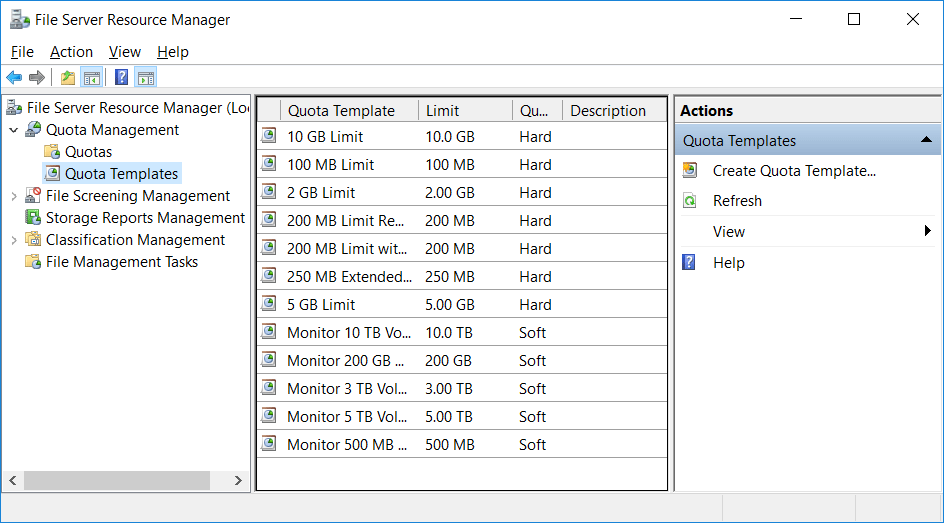 File Server Resource Manager
File Action View Help
File Server Resource Manager (Loc
Quota Management
Quotas
Quota Templates
File Screening Management
Storage Reports Management
Classification Management
File Management Tasks
Quota Template Limit Qu... Description
10 GB Limit 10.0 GB Hard
100 MB Limit 100 MB Hard
2 GB Limit 2.00 GB Hard
200 MB Limit Re... 200 MB Hard
200 MB Limit wit... 200 MB Hard
250 MB Extended... 250 MB Hard
5 GB Limit 5.00 GB Hard
Monitor 10 TB Vo... 10.0 TB Soft
Monitor 200 GB ... 200 GB Soft
Monitor 3 TB Vol... 3.00 TB Soft
Monitor 5 TB Vol... 5.00 TB Soft
Monitor 500 MB ... 500 MB Soft
Actions
Quota Templates
Create Quota Template...
Refresh
View
Help